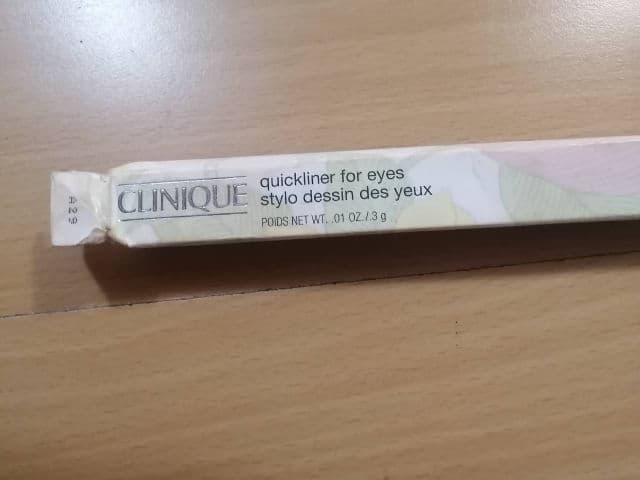 A29
CLINIQUE
quickliner for eyes
stylo dessin des yeux
POIDS NET WT. .01 OZ./.3 g